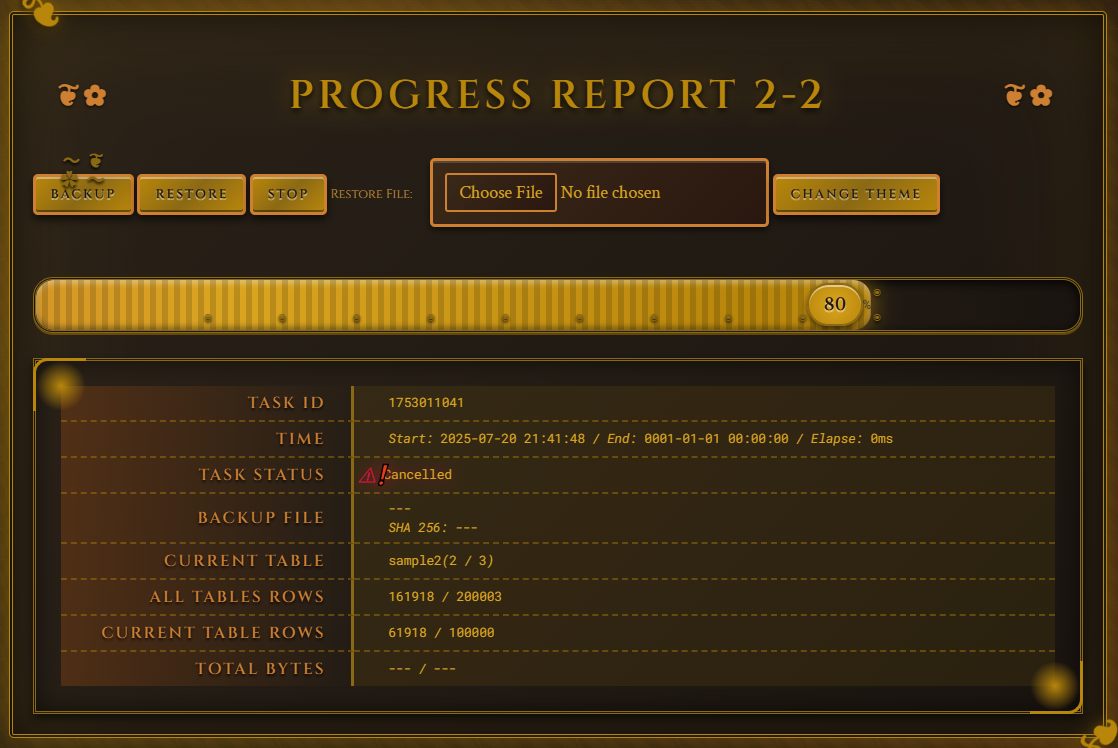 PROGRESS REPORT 2-2
BACKUP RESTORE STOP RESTORE FILE: Choose File No file chosen CHANGE THEME
80 %
TASK ID 1753011041
TIME Start: 2025-07-20 21:41:48 / End: 0001-01-01 00:00:00 / Elapse: 0ms
TASK STATUS Cancelled
BACKUP FILE ---
SHA 256: ---
CURRENT TABLE sample2(2 / 3)
ALL TABLES ROWS 161918 / 200003
CURRENT TABLE ROWS 61918 / 100000
TOTAL BYTES --- / ---